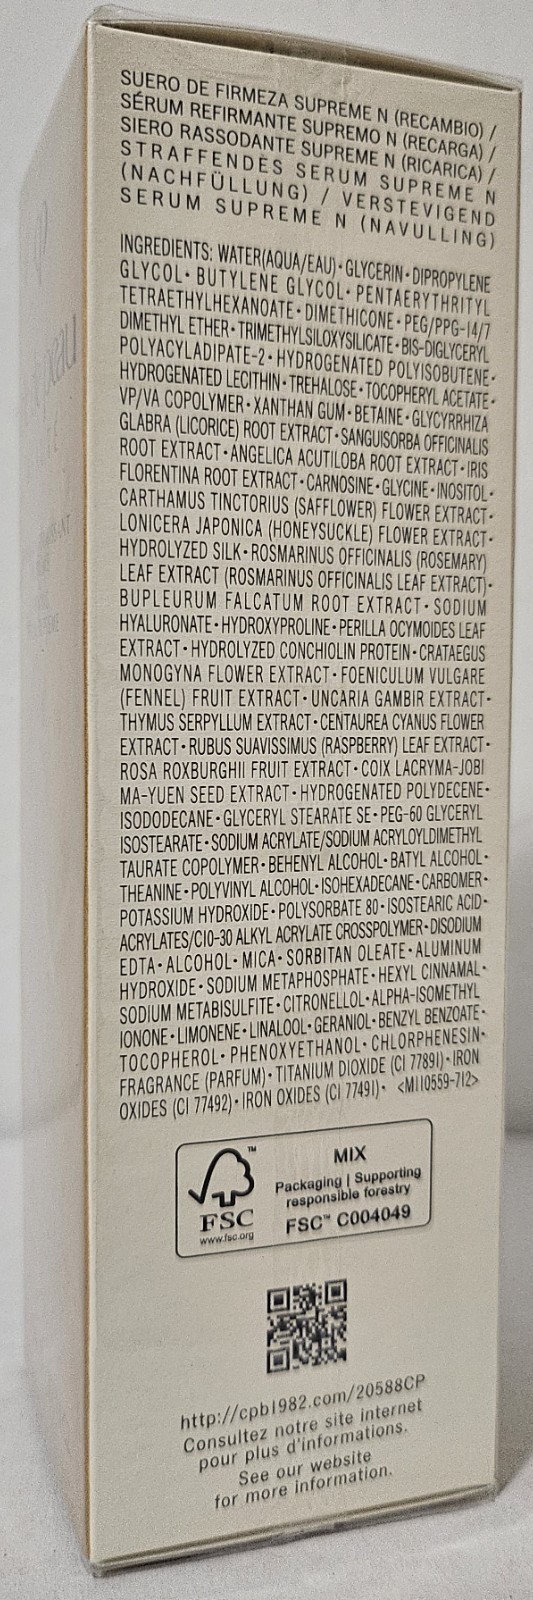 SUERO DE FIRMEZA SUPREME N (RECAMBIO) /
SÉRUM REFIRMANTE SUPREMO N (RECARGA) /
SIERO RASSODANTE SUPREME N (RICARICA) /
STRAFFENDES SERUM SUPREME N
(NACHFÜLLUNG) / VERSTEVIGEND
SERUM SUPREME N (NAVULLING)
INGREDIENTS: WATER(AQUA/EAU)・GLYCERIN・DIPROPYLENE
GLYCOL・BUTYLENE GLYCOL・PENTAERYTHRITYL
TETRAETHYLHEXANOATE・DIMETHICONE・PEG/PPG-14/7
DIMETHYL ETHER・TRIMETHYLSILOXYSILICATE・BIS-DIGLYCERYL
POLYACYLADIPATE-2・HYDROGENATED POLYISOBUTENE・
HYDROGENATED LECITHIN・TREHALOSE・TOCOPHERYL ACETATE・
VP/VA COPOLYMER・XANTHAN GUM・BETAINE・GLYCYRRHIZA
GLABRA (LICORICE) ROOT EXTRACT・SANGUISORBA OFFICINALIS
ROOT EXTRACT・ANGELICA ACUTILOBA ROOT EXTRACT・IRIS
FLORENTINA ROOT EXTRACT・CARNOSINE・GLYCINE・INOSITOL・
CARTHAMUS TINCTORIUS (SAFFLOWER) FLOWER EXTRACT・
LONICERA JAPONICA (HONEYSUCKLE) FLOWER EXTRACT・
HYDROLYZED SILK・ROSMARINUS OFFICINALIS (ROSEMARY)
LEAF EXTRACT (ROSMARINUS OFFICINALIS LEAF EXTRACT)・
BUPLEURUM FALCATUM ROOT EXTRACT・SODIUM
HYALURONATE・HYDROXYPROLINE・PERILLA OCYMOIDES LEAF
EXTRACT・HYDROLYZED CONCHIOLIN PROTEIN・CRATAEGUS
MONOGYNA FLOWER EXTRACT・FOENICULUM VULGARE
(FENNEL) FRUIT EXTRACT・UNCARIA GAMBIR EXTRACT・
THYMUS SERPYLLUM EXTRACT・CENTAUREA CYANUS FLOWER
EXTRACT・RUBUS SUAVISSIMUS (RASPBERRY) LEAF EXTRACT・
ROSA ROXBURGHII FRUIT EXTRACT・COIX LACRYMA-JOBI
MA-YUEN SEED EXTRACT・HYDROGENATED POLYDECENE・
ISODODECANE・GLYCERYL STEARATE SE・PEG-60 GLYCERYL
ISOSTEARATE・SODIUM ACRYLATE/SODIUM ACRYLOYLDIMETHYL
TAURATE COPOLYMER・BEHENYL ALCOHOL・BATYL ALCOHOL・
THEANINE・POLYVINYL ALCOHOL・ISOHEXADECANE・CARBOMER・
POTASSIUM HYDROXIDE・POLYSORBATE 80・ISOSTEARIC ACID・
ACRYLATES/C10-30 ALKYL ACRYLATE CROSSPOLYMER・DISODIUM
EDTA・ALCOHOL・MICA・SORBITAN OLEATE・ALUMINUM
HYDROXIDE・SODIUM METAPHOSPHATE・HEXYL CINNAMAL・
SODIUM METABISULFITE・CITRONELLOL・ALPHA-ISOMETHYL
IONONE・LIMONENE・LINALOOL・GERANIOL・BENZYL BENZOATE・
TOCOPHEROL・PHENOXYETHANOL・CHLORPHENESIN・
FRAGRANCE (PARFUM)・TITANIUM DIOXIDE (CI 77891)・IRON
OXIDES (CI 77492)・IRON OXIDES (CI 77491)・ <M110559-712>
MIX
Packaging | Supporting
responsible forestry
FSC™ C004049
FSC
www.fsc.org
http://cpb1982.com/20588CP
Consultez notre site internet
pour plus d'informations.
See our website
for more information.